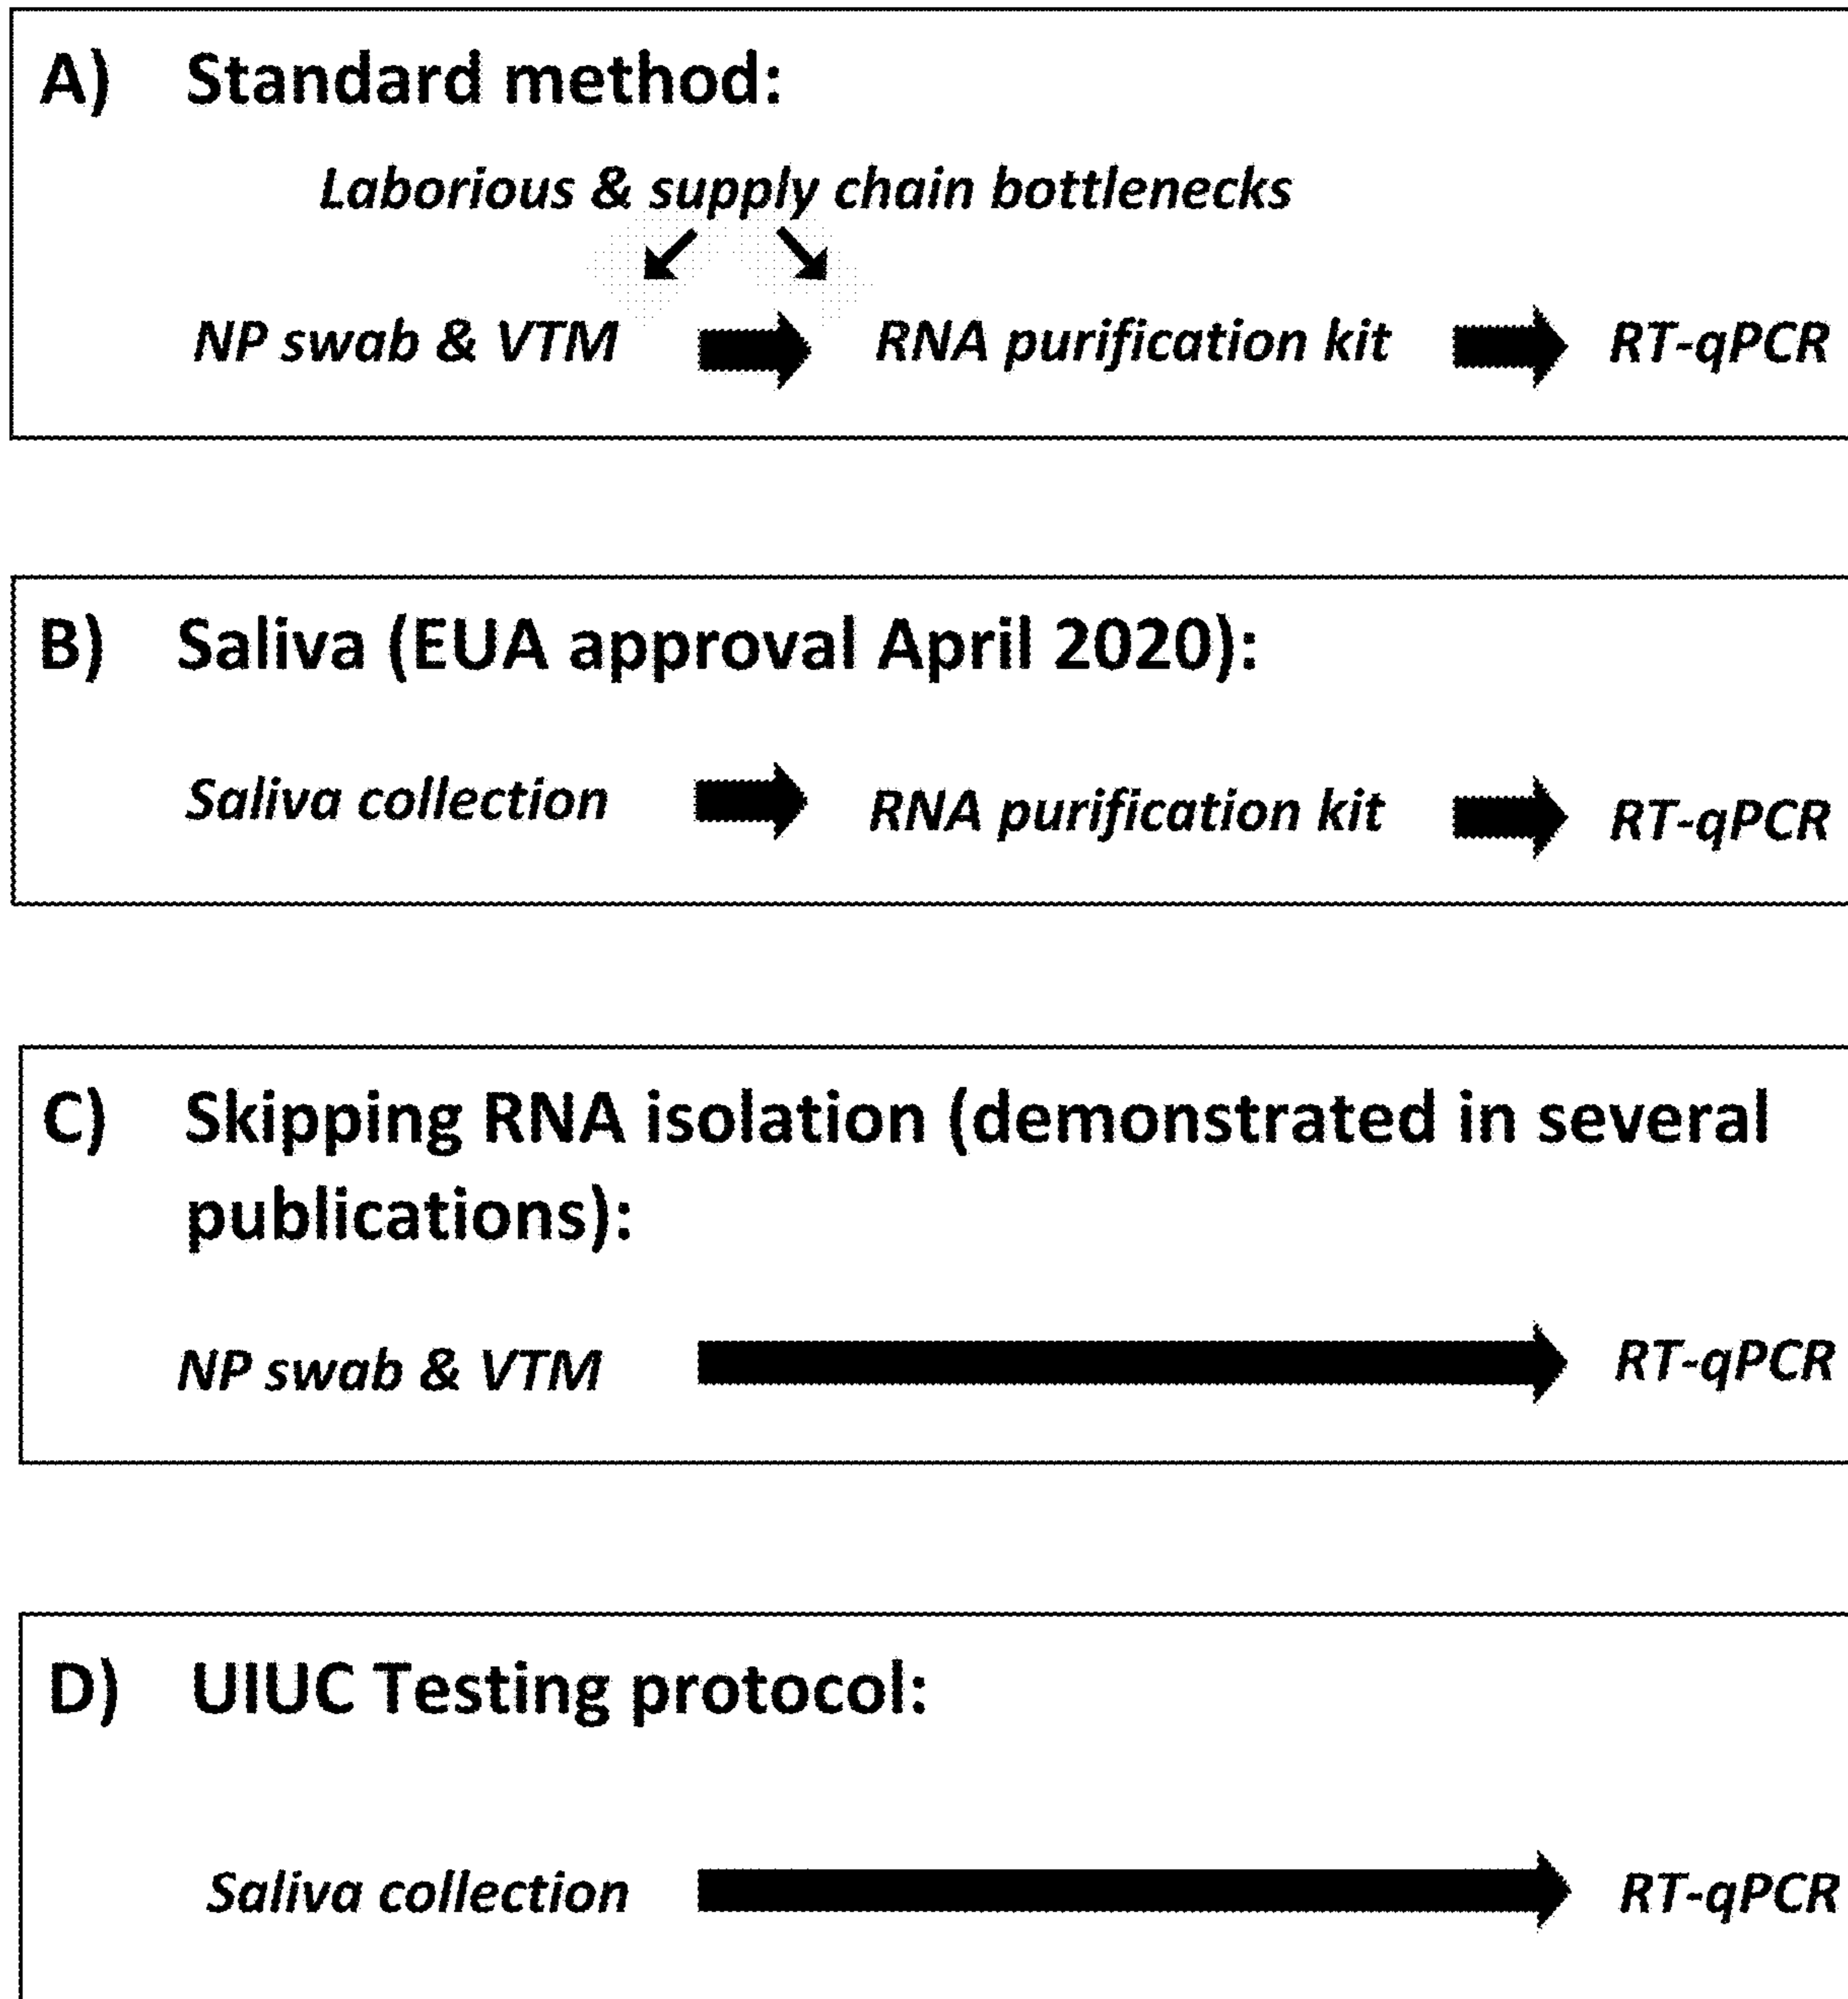 A) Standard method:
Laborious & supply chain bottlenecks
NP swab & VTM RNA purification kit RT-qPCR
B) Saliva (EUA approval April 2020):
Saliva collection RNA purification kit RT-qPCR
C) Skipping RNA isolation (demonstrated in several
publications):
NP swab & VTM RT-qPCR
D) UIUC Testing protocol:
Saliva collection RT-qPCR